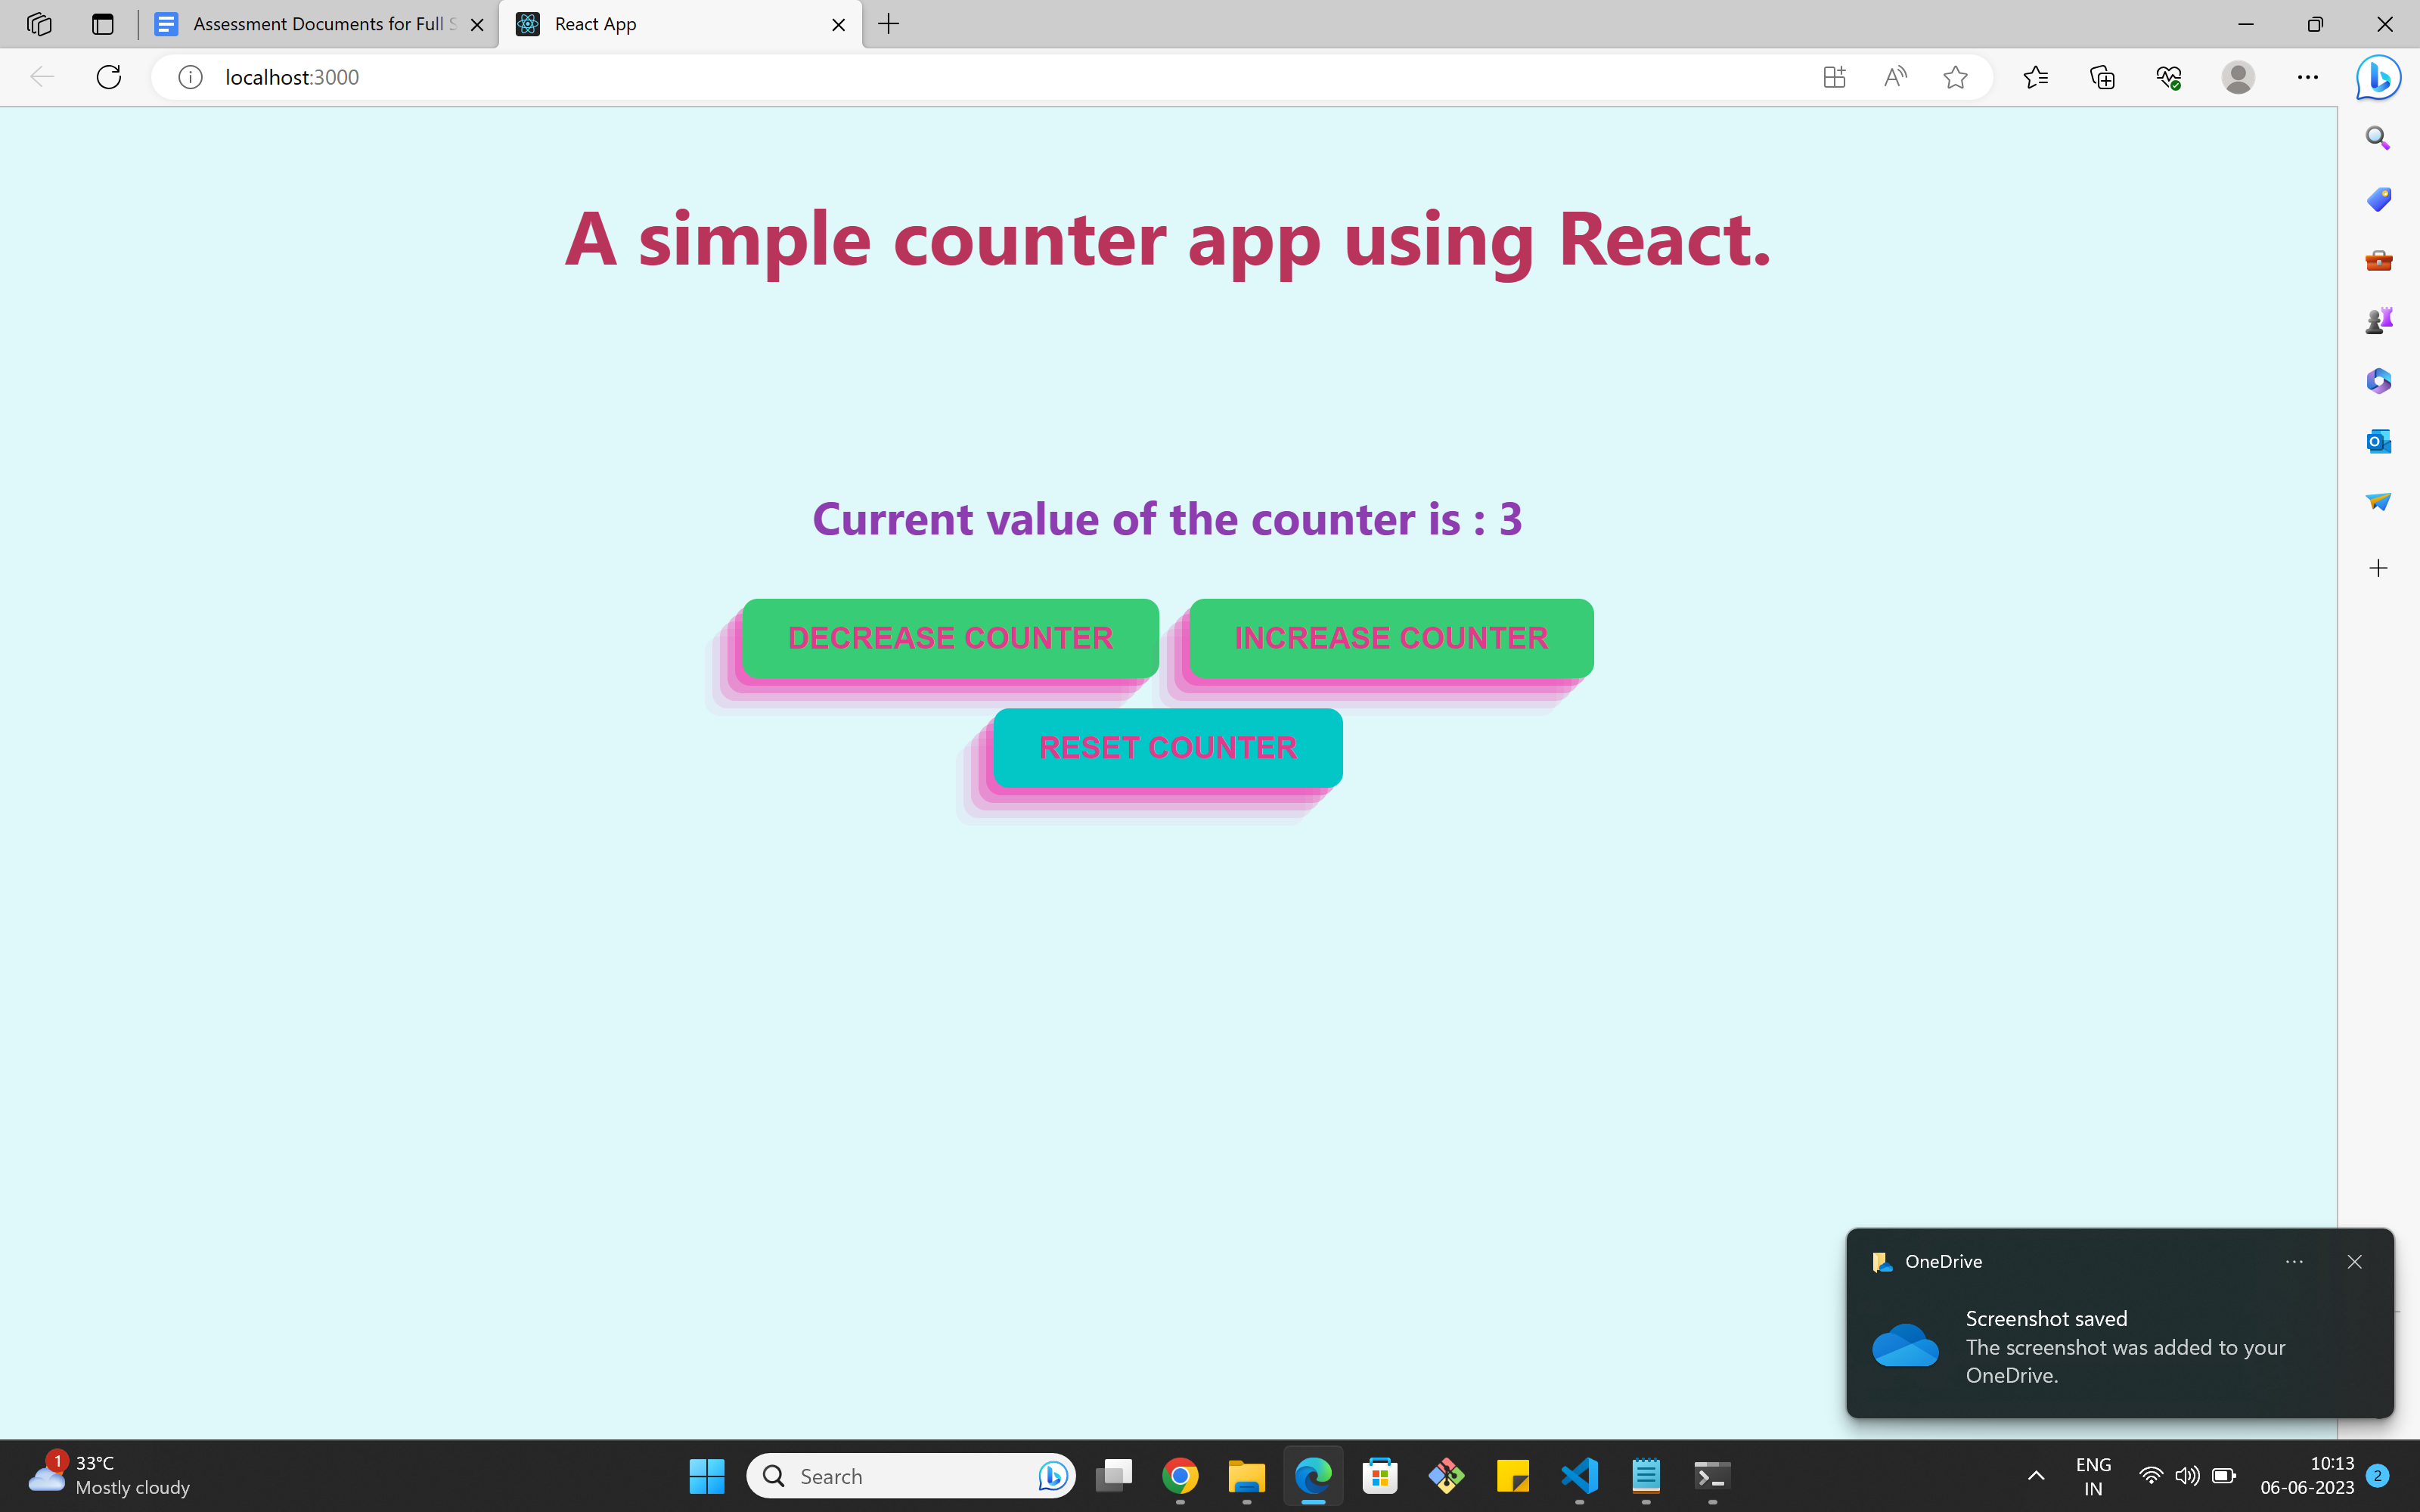 Assessment Documents for Full S
React App
localhost:3000
A simple counter app using React.
Current value of the counter is : 3
DECREASE COUNTER INCREASE COUNTER
RESET COUNTER
OneDrive
Screenshot saved
The screenshot was added to your
OneDrive.
1
33°C
Mostly cloudy
Search
ENG
IN
10:13
06-06-2023
2